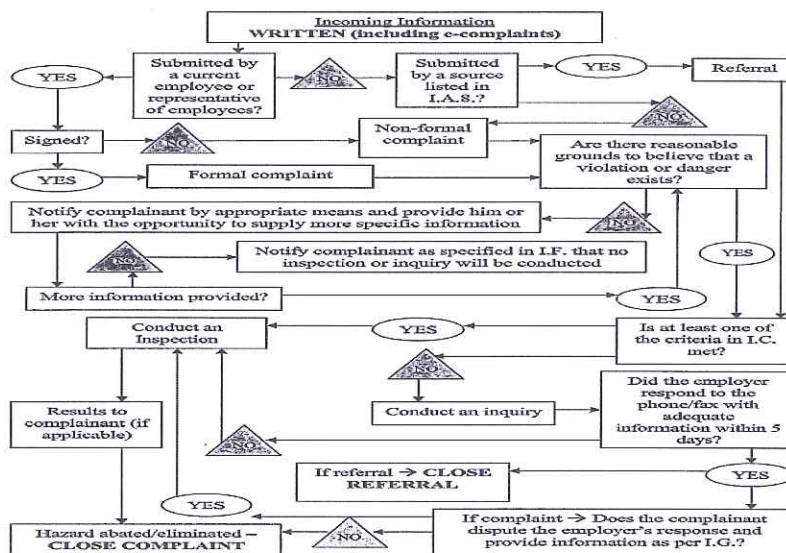 Incoming Information
WRITTEN (including e-complaints)
YES
Submitted by
a current
employee or
representative
of employees?
NO
Submitted
by a source
listed in
I.A.8.?
YES
Referral
NO
Signed?
NO
Non-formal
complaint
Are there reasonable
grounds to believe that a
violation or danger
exists?
YES
Formal complaint
Notify complainant by appropriate means and provide him or
her with the opportunity to supply more specific information
NO
NO
Notify complainant as specified in I.F. that no
inspection or inquiry will be conducted
YES
More information provided?
YES
Conduct an
Inspection
YES
Is at least one of
the criteria in I.C.
met?
NO
Results to
complainant (if
applicable)
NO
Conduct an inquiry
Did the employer
respond to the
phone/fax with
adequate
information within 5
days?
If referral → CLOSE
REFERRAL
YES
YES
Hazard abated/eliminated –
CLOSE COMPLAINT
NO
If complaint → Does the complainant
dispute the employer's response and
provide information as per I.G.?